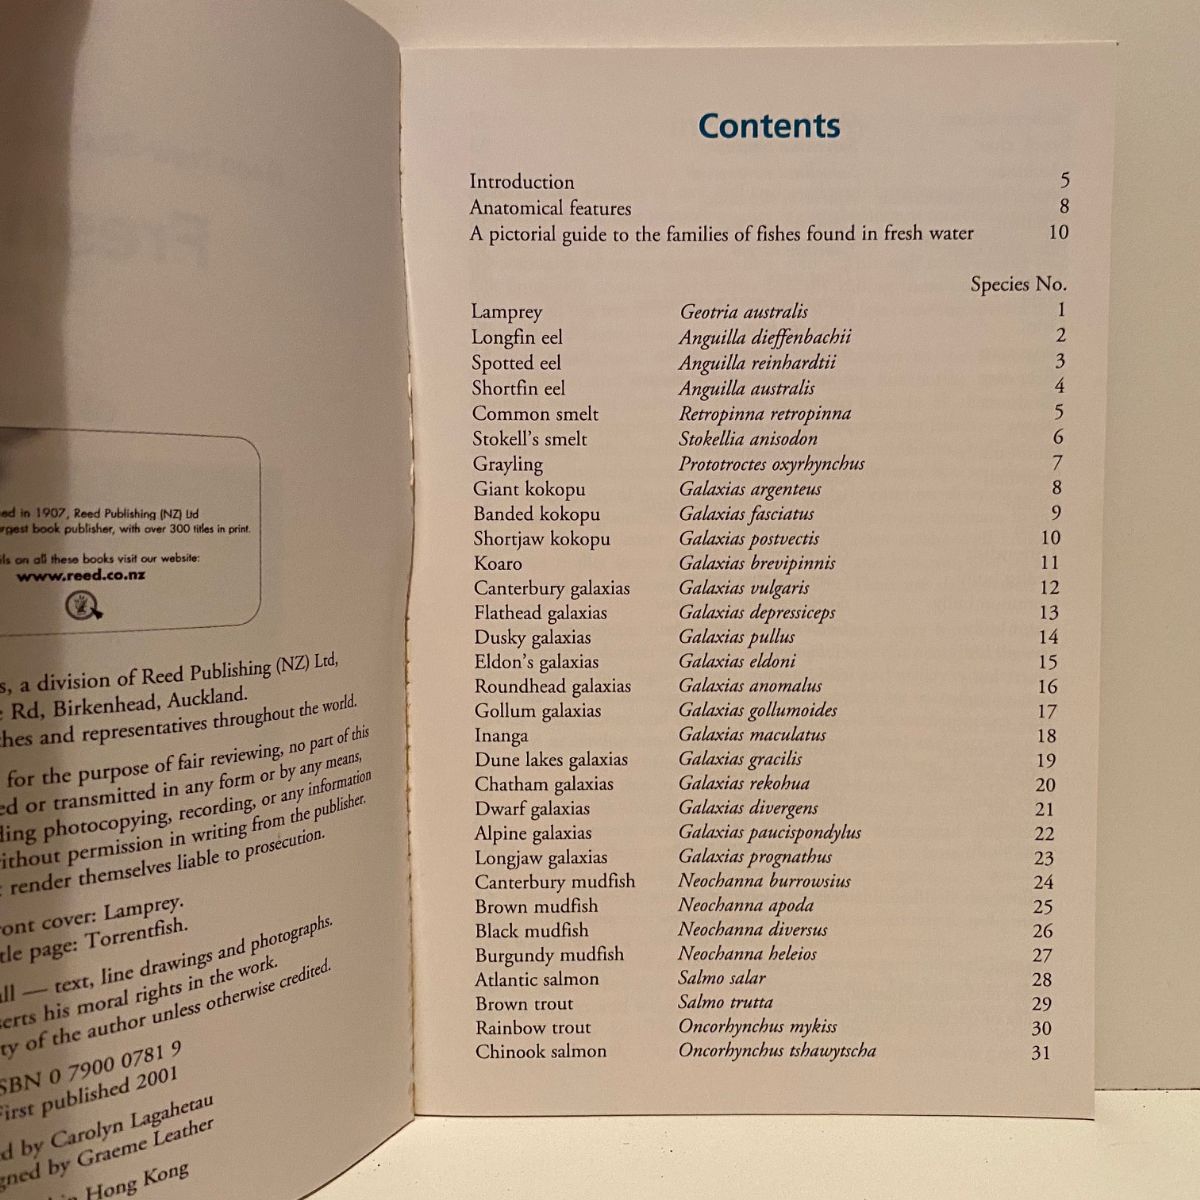 ed in 1907, Reed Publishing (NZ) Ltd
rgest book publisher, with over 300 titles in print.
ils on all these books visit our website:
www.reed.co.nz
s, a division of Reed Publishing (NZ) Ltd,
Rd, Birkenhead, Auckland.
hes and representatives throughout the world.
for the purpose of fair reviewing, no part of this
ed or transmitted in any form or by any means,
ding photocopying, recording, or any information
ithout permission in writing from the publisher.
render themselves liable to prosecution.
ont cover: Lamprey.
tle page: Torrentfish.
all — text, line drawings and photographs.
serts his moral rights in the work.
ty of the author unless otherwise credited.
SBN 0 7900 0781 9
First published 2001
d by Carolyn Lagahetau
gned by Graeme Leather
Hong Kong
Contents
Introduction 5
Anatomical features 8
A pictorial guide to the families of fishes found in fresh water 10
Species No.
Lamprey Geotria australis 1
Longfin eel Anguilla dieffenbachii 2
Spotted eel Anguilla reinhardtii 3
Shortfin eel Anguilla australis 4
Common smelt Retropinna retropinna 5
Stokell's smelt Stokellia anisodon 6
Grayling Prototroctes oxyrhynchus 7
Giant kokopu Galaxias argenteus 8
Banded kokopu Galaxias fasciatus 9
Shortjaw kokopu Galaxias postvectis 10
Koaro Galaxias brevipinnis 11
Canterbury galaxias Galaxias vulgaris 12
Flathead galaxias Galaxias depressiceps 13
Dusky galaxias Galaxias pullus 14
Eldon's galaxias Galaxias eldoni 15
Roundhead galaxias Galaxias anomalus 16
Gollum galaxias Galaxias gollumoides 17
Inanga Galaxias maculatus 18
Dune lakes galaxias Galaxias gracilis 19
Chatham galaxias Galaxias rekohua 20
Dwarf galaxias Galaxias divergens 21
Alpine galaxias Galaxias paucispondylus 22
Longjaw galaxias Galaxias prognathus 23
Canterbury mudfish Neochanna burrowsius 24
Brown mudfish Neochanna apoda 25
Black mudfish Neochanna diversus 26
Burgundy mudfish Neochanna heleios 27
Atlantic salmon Salmo salar 28
Brown trout Salmo trutta 29
Rainbow trout Oncorhynchus mykiss 30
Chinook salmon Oncorhynchus tshawytscha 31